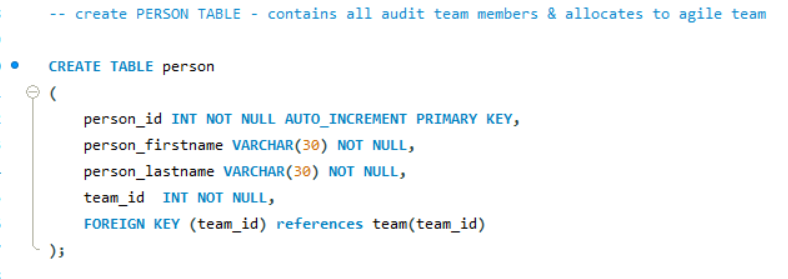 -- create PERSON TABLE - contains all audit team members & allocates to agile team
CREATE TABLE person
(
person_id INT NOT NULL AUTO_INCREMENT PRIMARY KEY,
person_firstname VARCHAR(30) NOT NULL,
person_lastname VARCHAR(30) NOT NULL,
team_id  INT NOT NULL,
FOREIGN KEY (team_id) references team(team_id)
);